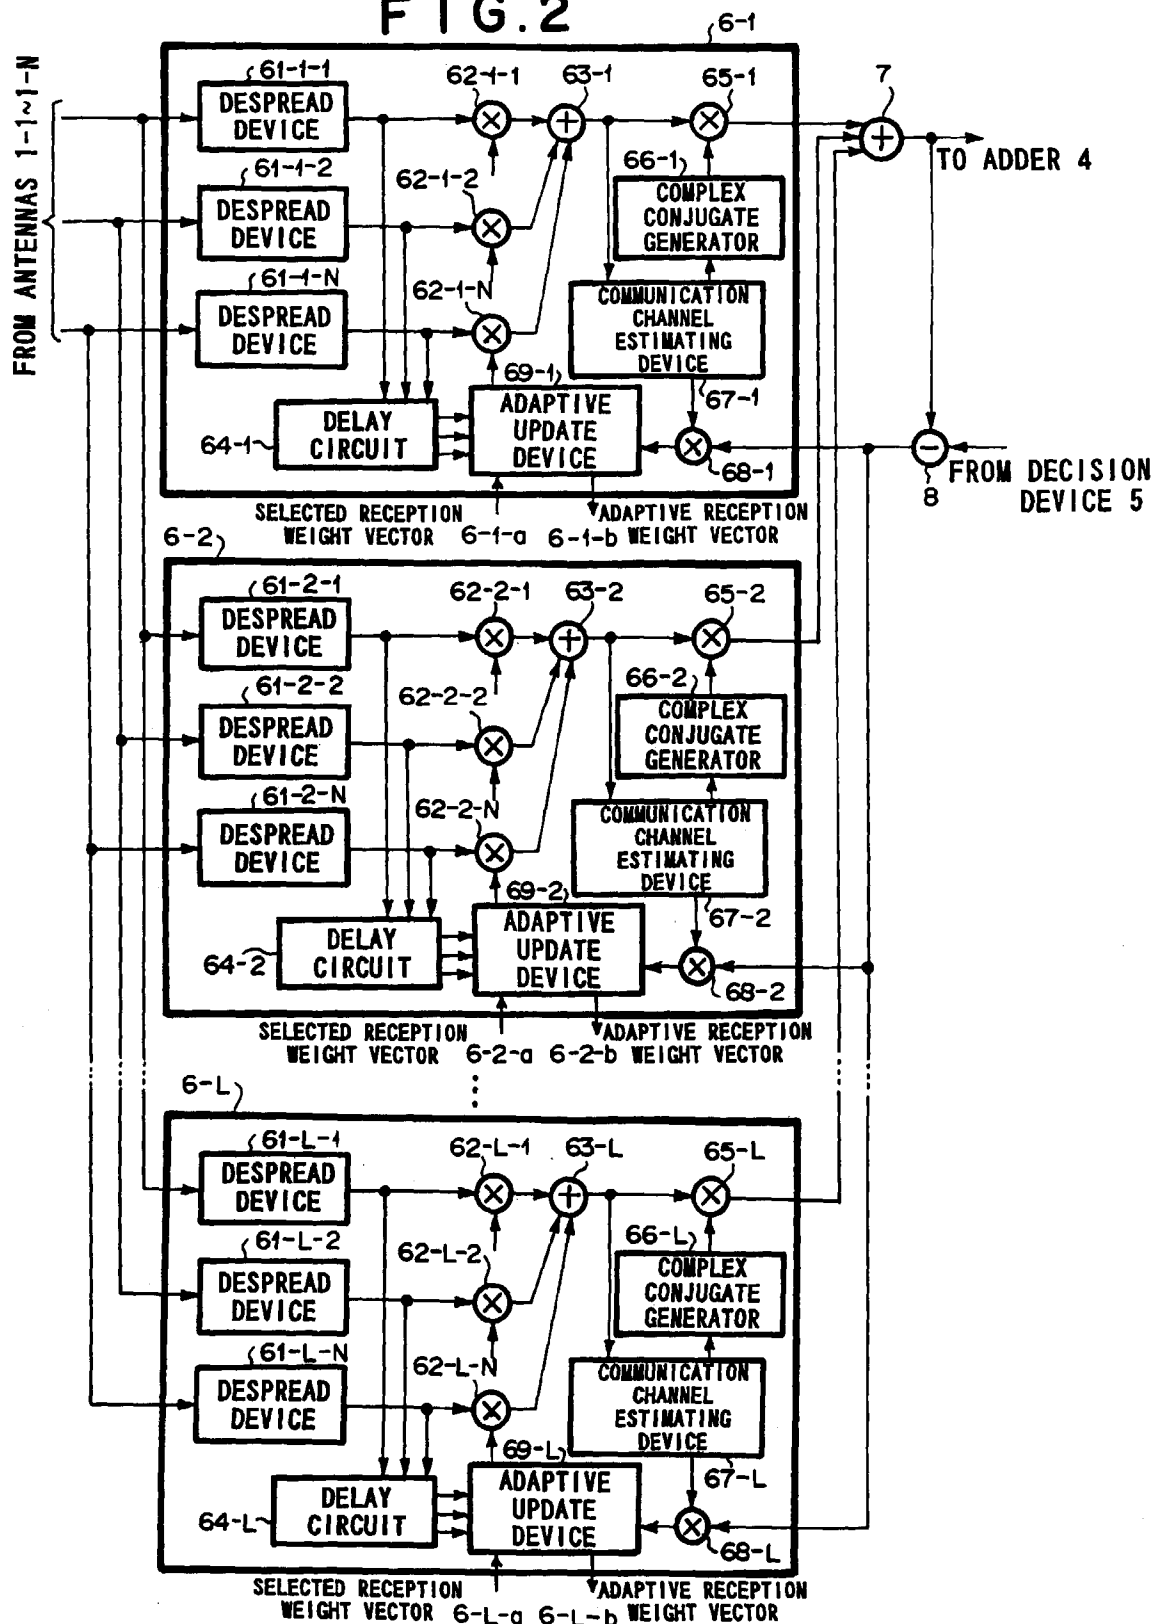 FIG.2
6-1
FROM ANTENNAS 1-1~1-N
61-1-1
DESPREAD
DEVICE
62-1-1
63-1
65-1
7
TO ADDER 4
61-1-2
DESPREAD
DEVICE
62-1-2
66-1
COMPLEX
CONJUGATE
GENERATOR
61-1-N
DESPREAD
DEVICE
62-1-N
COMMUNICATION
CHANNEL
ESTIMATING
DEVICE
67-1
69-1
ADAPTIVE
UPDATE
DEVICE
64-1
DELAY
CIRCUIT
68-1
8
FROM DECISION
DEVICE 5
SELECTED RECEPTION
WEIGHT VECTOR
6-1-a
6-1-b
ADAPTIVE RECEPTION
WEIGHT VECTOR
6-2
61-2-1
DESPREAD
DEVICE
62-2-1
63-2
65-2
61-2-2
DESPREAD
DEVICE
62-2-2
66-2
COMPLEX
CONJUGATE
GENERATOR
61-2-N
DESPREAD
DEVICE
62-2-N
COMMUNICATION
CHANNEL
ESTIMATING
DEVICE
67-2
69-2
ADAPTIVE
UPDATE
DEVICE
64-2
DELAY
CIRCUIT
68-2
SELECTED RECEPTION
WEIGHT VECTOR
6-2-a
6-2-b
ADAPTIVE RECEPTION
WEIGHT VECTOR
6-L
61-L-1
DESPREAD
DEVICE
62-L-1
63-L
65-L
61-L-2
DESPREAD
DEVICE
62-L-2
66-L
COMPLEX
CONJUGATE
GENERATOR
61-L-N
DESPREAD
DEVICE
62-L-N
COMMUNICATION
CHANNEL
ESTIMATING
DEVICE
67-L
69-L
ADAPTIVE
UPDATE
DEVICE
64-L
DELAY
CIRCUIT
68-L
SELECTED RECEPTION
WEIGHT VECTOR
6-L-a
6-L-b
ADAPTIVE RECEPTION
WEIGHT VECTOR